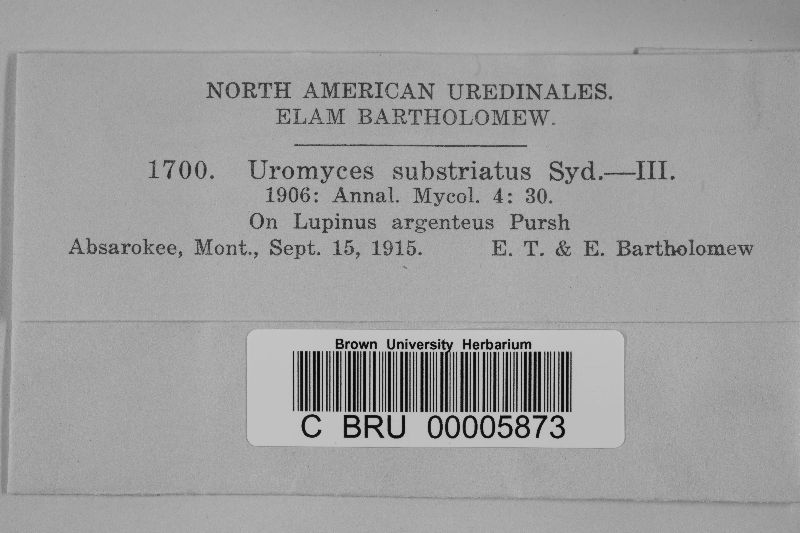 NORTH AMERICAN UREDINALES.
ELAM BARTHOLOMEW.
1700. Uromyces substriatus Syd.—III.
1906: Annal. Mycol. 4: 30.
On Lupinus argenteus Pursh
Absarokee, Mont., Sept. 15, 1915. E. T. & E. Bartholomew
Brown University Herbarium
C BRU 00005873